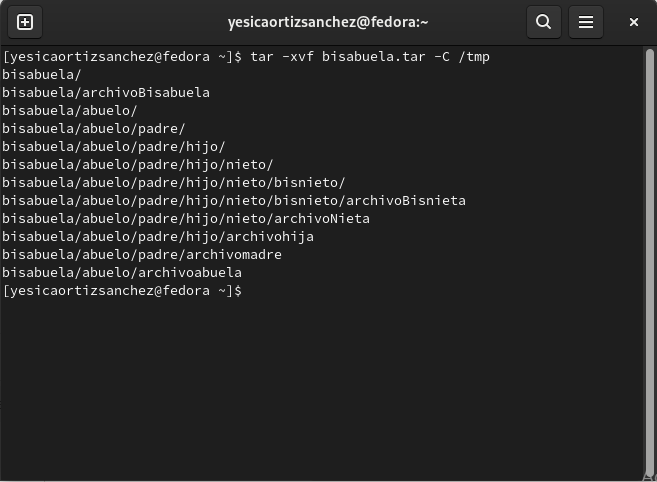 yesicaortizsanchez@fedora:~
[yesicaortizsanchez@fedora ~]$ tar -xvf bisabuela.tar -C /tmp
bisabuela/
bisabuela/archivoBisabuela
bisabuela/abuelo/
bisabuela/abuelo/padre/
bisabuela/abuelo/padre/hijo/
bisabuela/abuelo/padre/hijo/nieto/
bisabuela/abuelo/padre/hijo/nieto/bisnieto/
bisabuela/abuelo/padre/hijo/nieto/bisnieto/archivoBisnieta
bisabuela/abuelo/padre/hijo/nieto/archivoNieta
bisabuela/abuelo/padre/hijo/archivohija
bisabuela/abuelo/padre/archivomadre
bisabuela/abuelo/archivoabuela
[yesicaortizsanchez@fedora ~]$